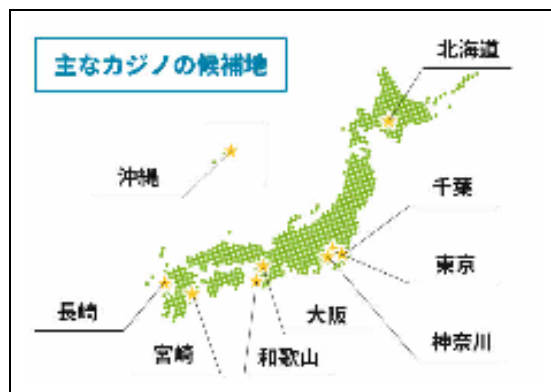 主なカジノの候補地
北海道
沖縄
千葉
東京
長崎
大阪
神奈川
宮崎
和歌山